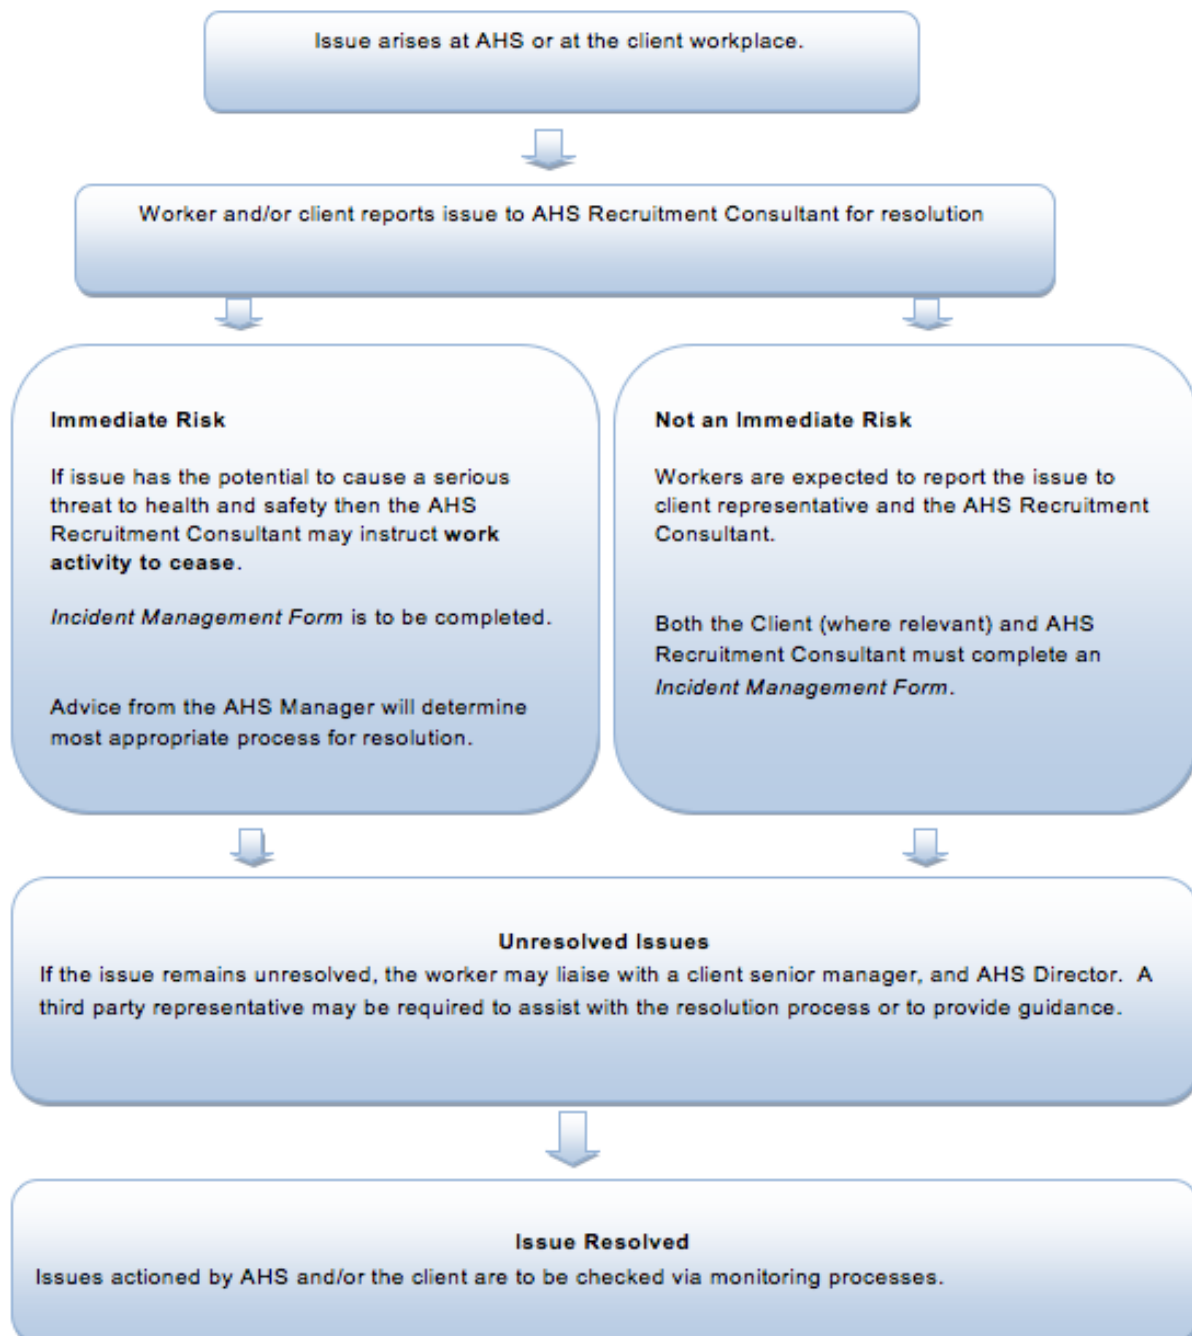 Issue arises at AHS or at the client workplace.
Worker and/or client reports issue to AHS Recruitment Consultant for resolution
Immediate Risk
If issue has the potential to cause a serious
threat to health and safety then the AHS
Recruitment Consultant may instruct work
activity to cease.
Incident Management Form is to be completed.
Advice from the AHS Manager will determine
most appropriate process for resolution.
Not an Immediate Risk
Workers are expected to report the issue to
client representative and the AHS Recruitment
Consultant.
Both the Client (where relevant) and AHS
Recruitment Consultant must complete an
Incident Management Form.
Unresolved Issues
If the issue remains unresolved, the worker may liaise with a client senior manager, and AHS Director.  A
third party representative may be required to assist with the resolution process or to provide guidance.
Issue Resolved
Issues actioned by AHS and/or the client are to be checked via monitoring processes.